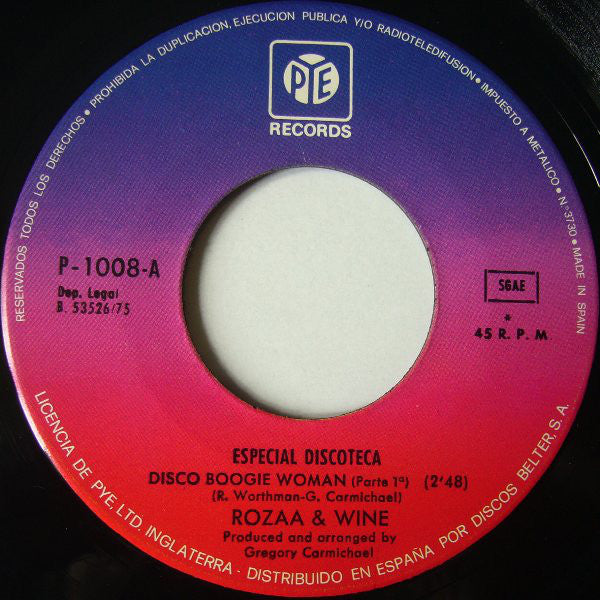 RESERVADOS TODOS LOS DERECHOS • PROHIBIDA LA DUPLICACION, EJECUCION PUBLICA Y/O RADIOTELEDIFUSION • IMPUESTO A METALICO • Nº 3730 • MADE IN SPAIN
PYE
RECORDS
P-1008-A
Dep. Legal
B. 53526/75
SGAE
*
45 R. P. M
ESPECIAL DISCOTECA
DISCO BOOGIE WOMAN (Parte 1ª) (2'48)
(R. Worthman-G. Carmichael)
ROZAA & WINE
Produced and arranged by
Gregory Carmichael
LICENCIA DE PYE, LTD. INGLATERRA - DISTRIBUIDO EN ESPAÑA POR DISCOS BELTER, S. A.